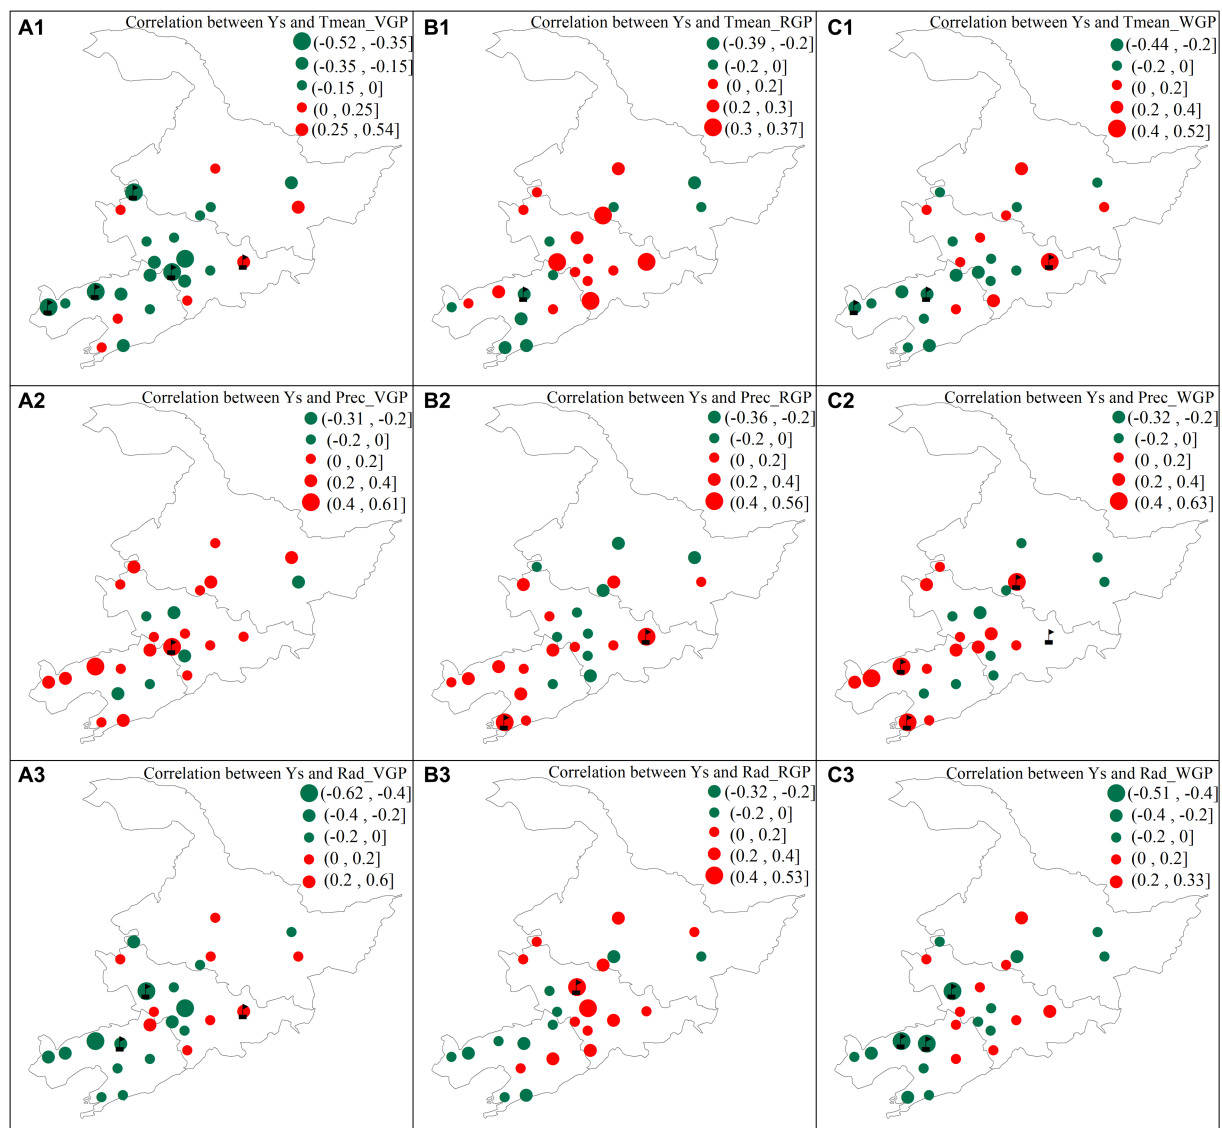 A1
Correlation between Ys and Tmean_VGP
(-0.52 , -0.35]
(-0.35 , -0.15]
(-0.15 , 0]
(0 , 0.25]
(0.25 , 0.54]
B1
Correlation between Ys and Tmean_RGP
(-0.39 , -0.2]
(-0.2 , 0]
(0 , 0.2]
(0.2 , 0.3]
(0.3 , 0.37]
C1
Correlation between Ys and Tmean_WGP
(-0.44 , -0.2]
(-0.2 , 0]
(0 , 0.2]
(0.2 , 0.4]
(0.4 , 0.52]
A2
Correlation between Ys and Prec_VGP
(-0.31 , -0.2]
(-0.2 , 0]
(0 , 0.2]
(0.2 , 0.4]
(0.4 , 0.61]
B2
Correlation between Ys and Prec_RGP
(-0.36 , -0.2]
(-0.2 , 0]
(0 , 0.2]
(0.2 , 0.4]
(0.4 , 0.56]
C2
Correlation between Ys and Prec_WGP
(-0.32 , -0.2]
(-0.2 , 0]
(0 , 0.2]
(0.2 , 0.4]
(0.4 , 0.63]
A3
Correlation between Ys and Rad_VGP
(-0.62 , -0.4]
(-0.4 , -0.2]
(-0.2 , 0]
(0 , 0.2]
(0.2 , 0.6]
B3
Correlation between Ys and Rad_RGP
(-0.32 , -0.2]
(-0.2 , 0]
(0 , 0.2]
(0.2 , 0.4]
(0.4 , 0.53]
C3
Correlation between Ys and Rad_WGP
(-0.51 , -0.4]
(-0.4 , -0.2]
(-0.2 , 0]
(0 , 0.2]
(0.2 , 0.33]